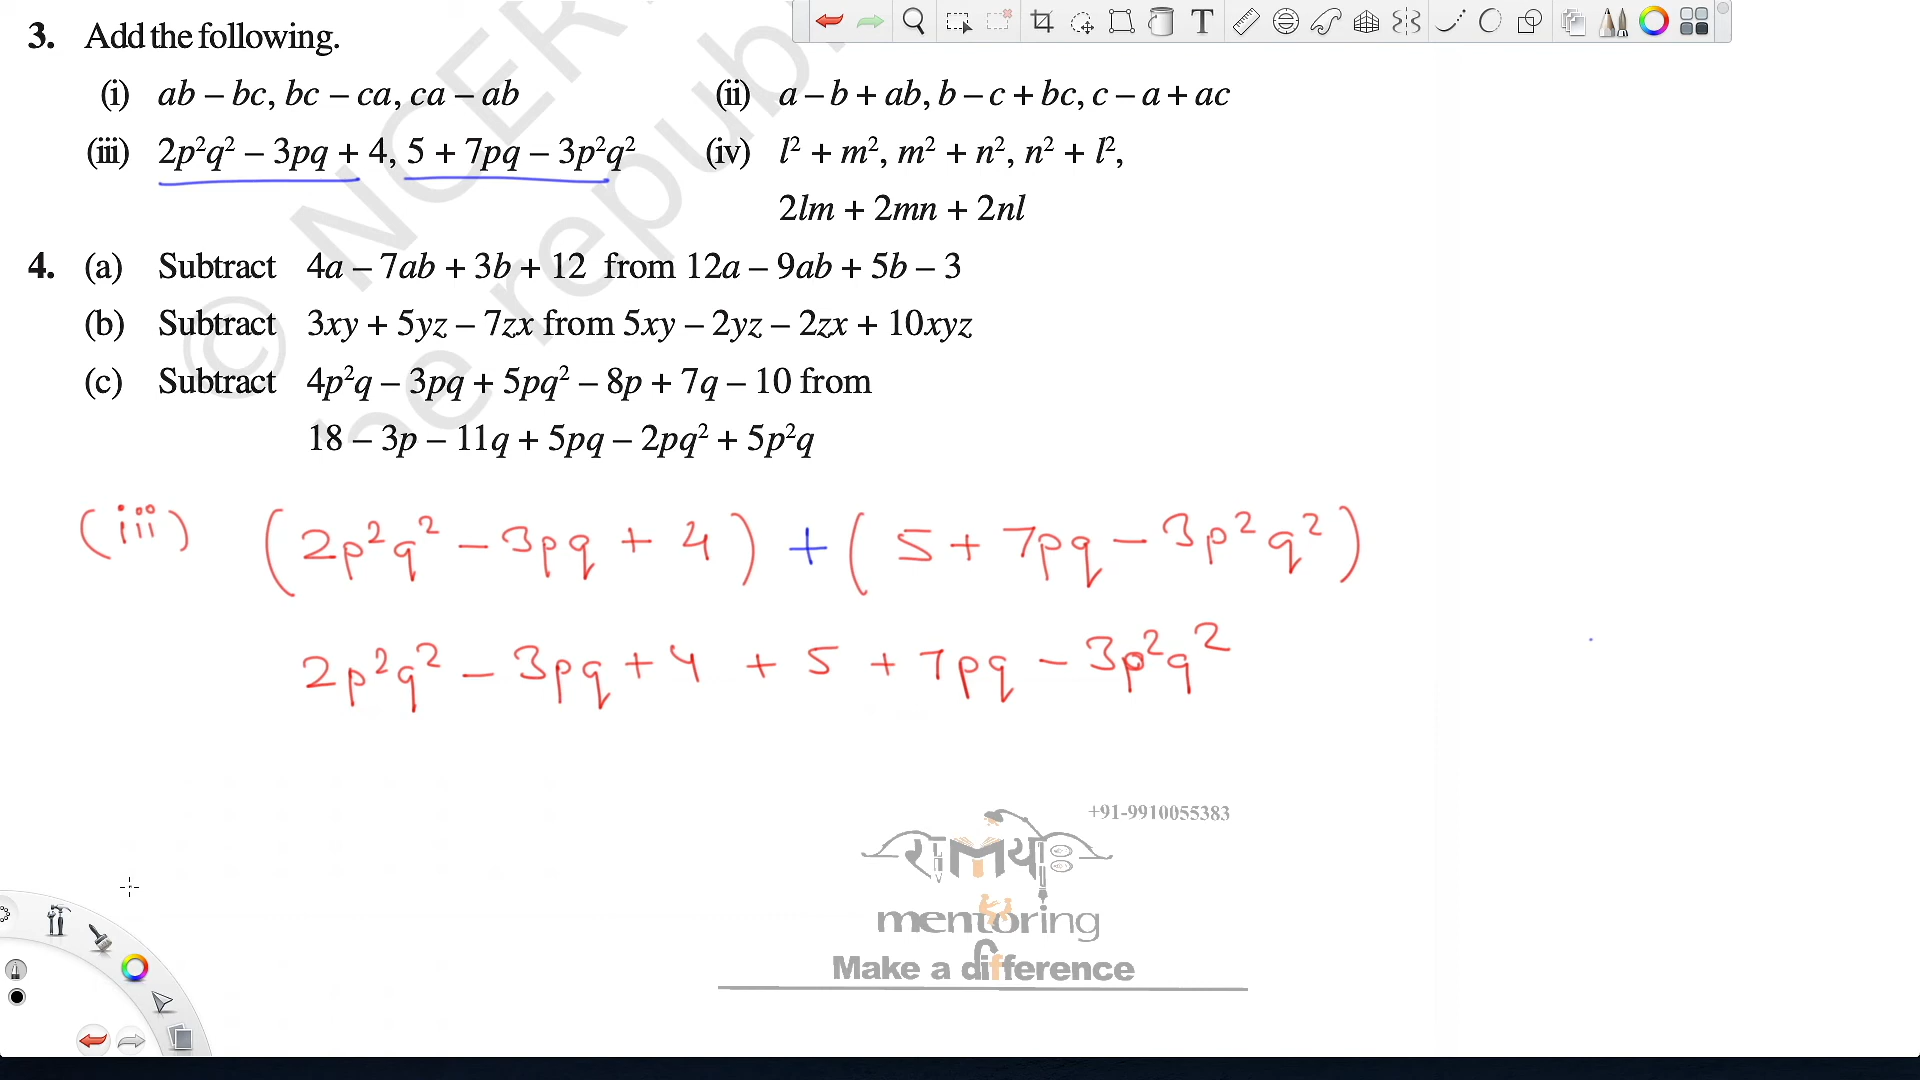 3. Add the following.
(i) ab – bc, bc – ca, ca – ab (ii) a – b + ab, b – c + bc, c – a + ac
(iii) 2p²q² – 3pq + 4, 5 + 7pq – 3p²q² (iv) l² + m², m² + n², n² + l²,
2lm + 2mn + 2nl
4. (a) Subtract 4a – 7ab + 3b + 12 from 12a – 9ab + 5b – 3
(b) Subtract 3xy + 5yz – 7zx from 5xy – 2yz – 2zx + 10xyz
(c) Subtract 4p²q – 3pq + 5pq² – 8p + 7q – 10 from
18 – 3p – 11q + 5pq – 2pq² + 5p²q
© NCER
he republi
(iii) (2p²q² – 3pq + 4) + (5 + 7pq – 3p²q²)
2p²q² – 3pq + 4 + 5 + 7pq – 3p²q²
+91-9910055383
mentoring
Make a difference